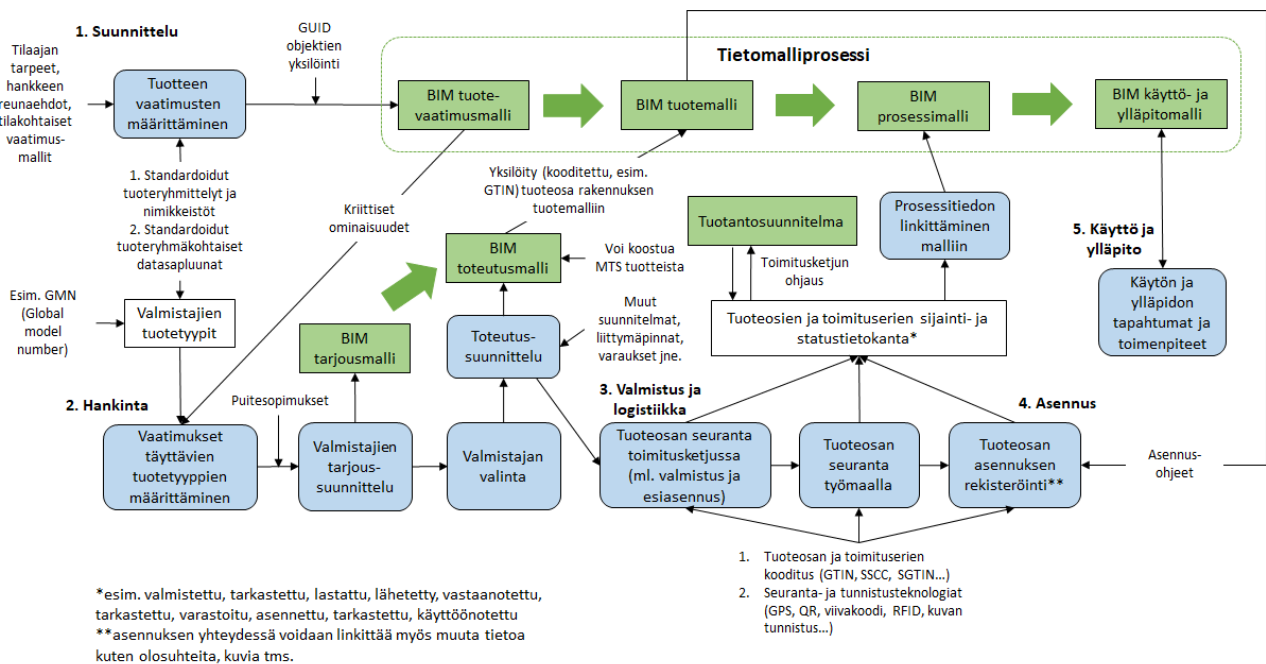 1. Suunnittelu
GUID
objektien
yksilöinti
Tilaajan
tarpeet,
hankkeen
reunaehdot,
tilakohtaiset
vaatimus-
mallit
Tuotteen
vaatimusten
määrittäminen
Tietomalliprosessi
BIM tuote-
vaatimusmalli
BIM tuotemalli
BIM
prosessimalli
BIM käyttö- ja
ylläpitomalli
1. Standardoidut
tuoteryhmittelyt ja
nimikkeistöt
2. Standardoidut
tuoteryhmäkohtaiset
datasapluunat
Kriittiset
ominaisuudet
Yksilöity (kooditettu, esim.
GTIN) tuoteosa rakennuksen
tuotemalliin
Tuotantosuunnitelma
Prosessitiedon
linkittäminen
malliin
5. Käyttö ja
ylläpito
BIM
toteutusmalli
Voi koostua
MTS tuotteista
Toimitusketjun
ohjaus
Käytön ja
ylläpidon
tapahtumat ja
toimenpiteet
Esim. GMN
(Global
model
number)
Valmistajien
tuotetyypit
BIM
tarjousmalli
Toteutus-
suunnittelu
Muut
suunnitelmat,
liittymäpinnat,
varaukset jne.
Tuoteosien ja toimituserien sijainti- ja
statustietokanta*
2. Hankinta
Puitesopimukset
3. Valmistus ja
logistiikka
4. Asennus
Vaatimukset
täyttävien
tuotetyyppien
määrittäminen
Valmistajien
tarjous-
suunnittelu
Valmistajan
valinta
Tuoteosan seuranta
toimitusketjussa
(ml. valmistus ja
esiasennus)
Tuoteosan
seuranta
työmaalla
Tuoteosan
asennuksen
rekisteröinti**
Asennus-
ohjeet
1. Tuoteosan ja toimituserien
kooditus (GTIN, SSCC, SGTIN...)
2. Seuranta- ja tunnistusteknologiat
(GPS, QR, viivakoodi, RFID, kuvan
tunnistus...)
*esim. valmistettu, tarkastettu, lastattu, lähetetty, vastaanotettu,
tarkastettu, varastoitu, asennettu, tarkastettu, käyttöönotettu
**asennuksen yhteydessä voidaan linkittää myös muuta tietoa
kuten olosuhteita, kuvia tms.